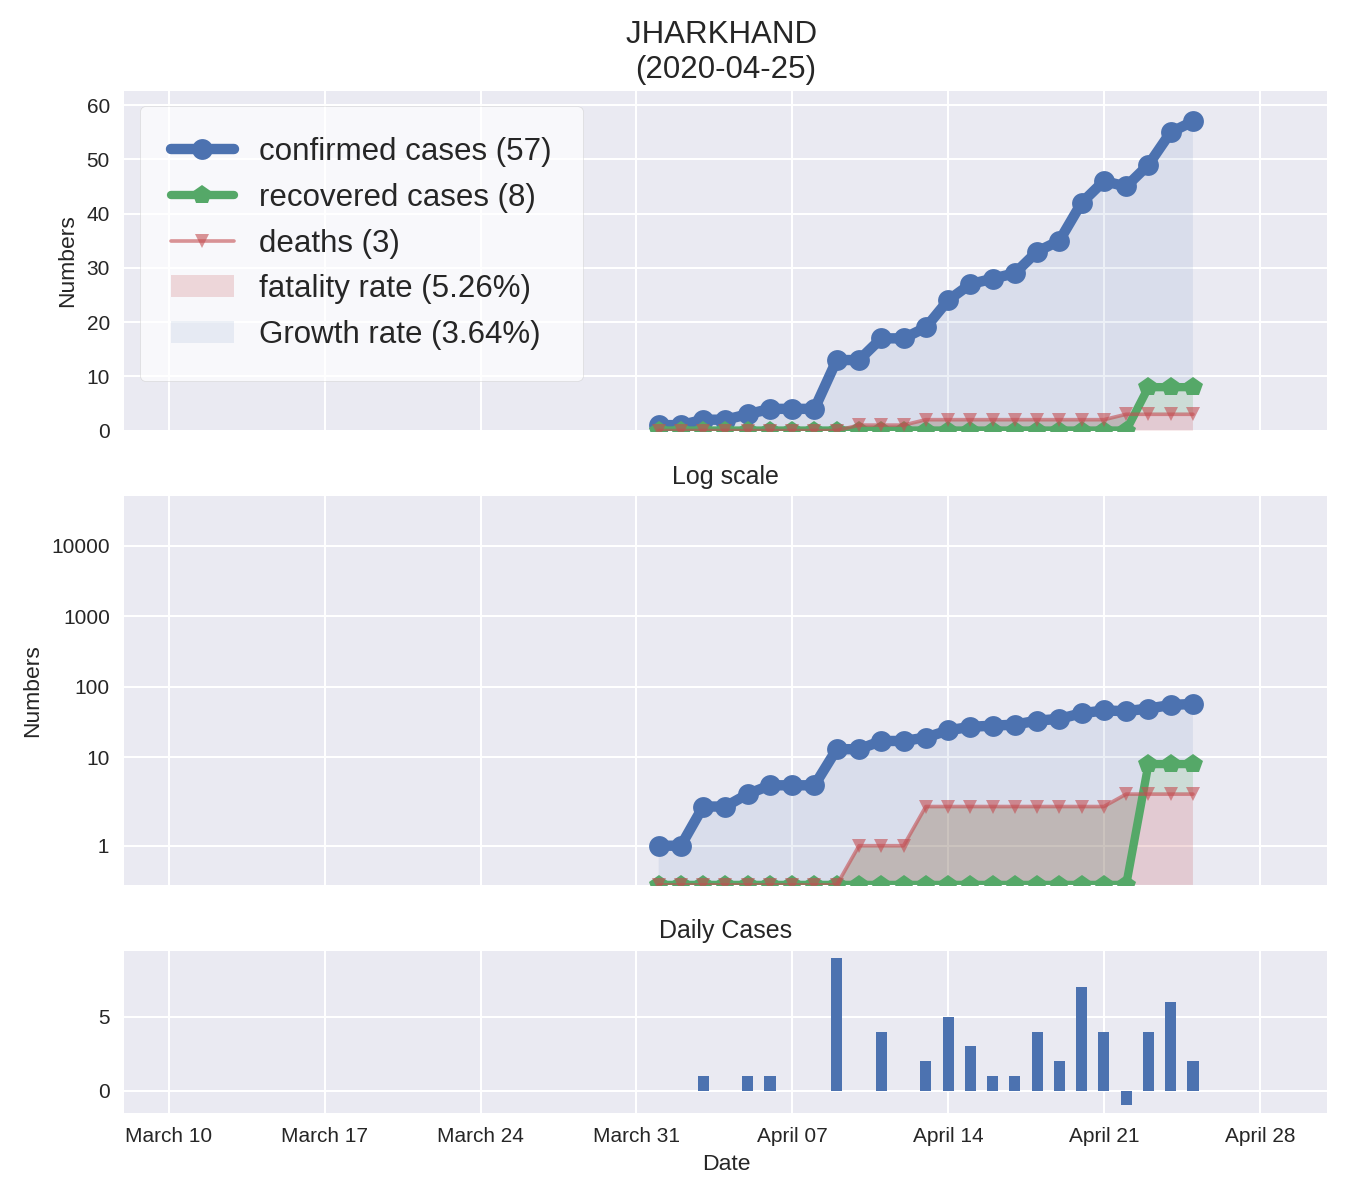 JHARKHAND
(2020-04-25)
60
50
40
30
20
10
0
Numbers
confirmed cases (57)
recovered cases (8)
deaths (3)
fatality rate (5.26%)
Growth rate (3.64%)
Log scale
10000
1000
100
10
1
Numbers
Daily Cases
5
0
March 10 March 17 March 24 March 31 April 07 April 14 April 21 April 28
Date